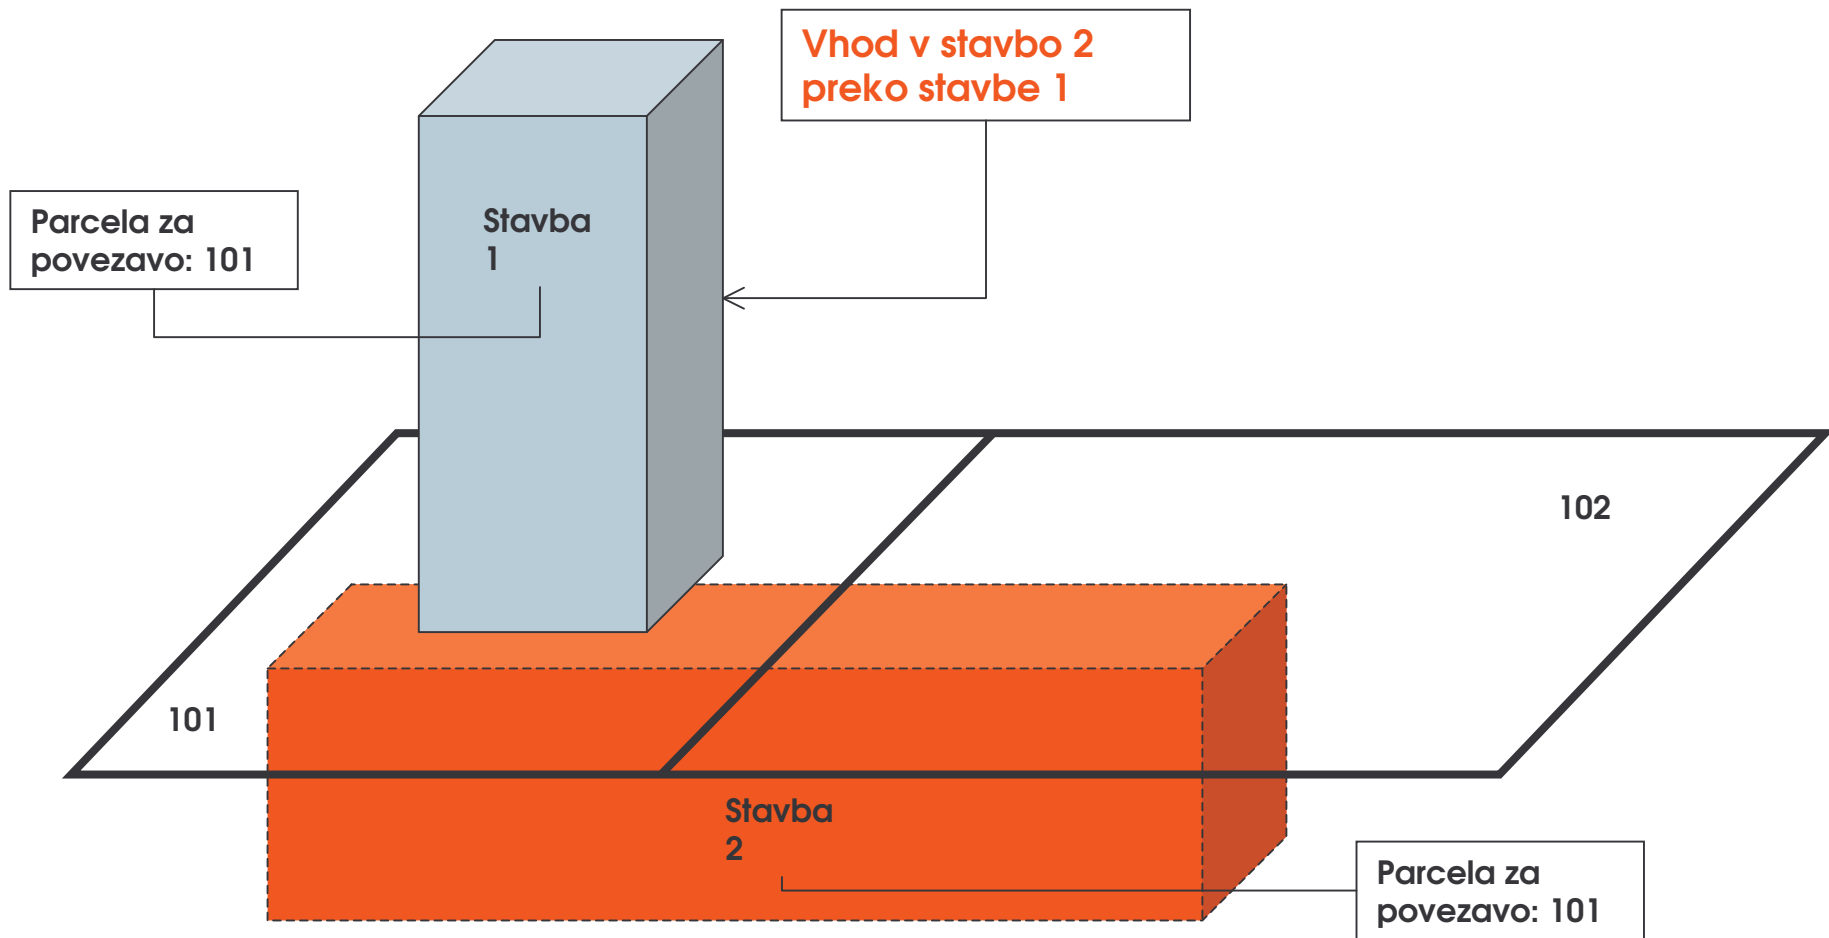 Vhod v stavbo 2
preko stavbe 1
Parcela za
povezavo: 101
Stavba
1
102
101
Stavba
2
Parcela za
povezavo: 101